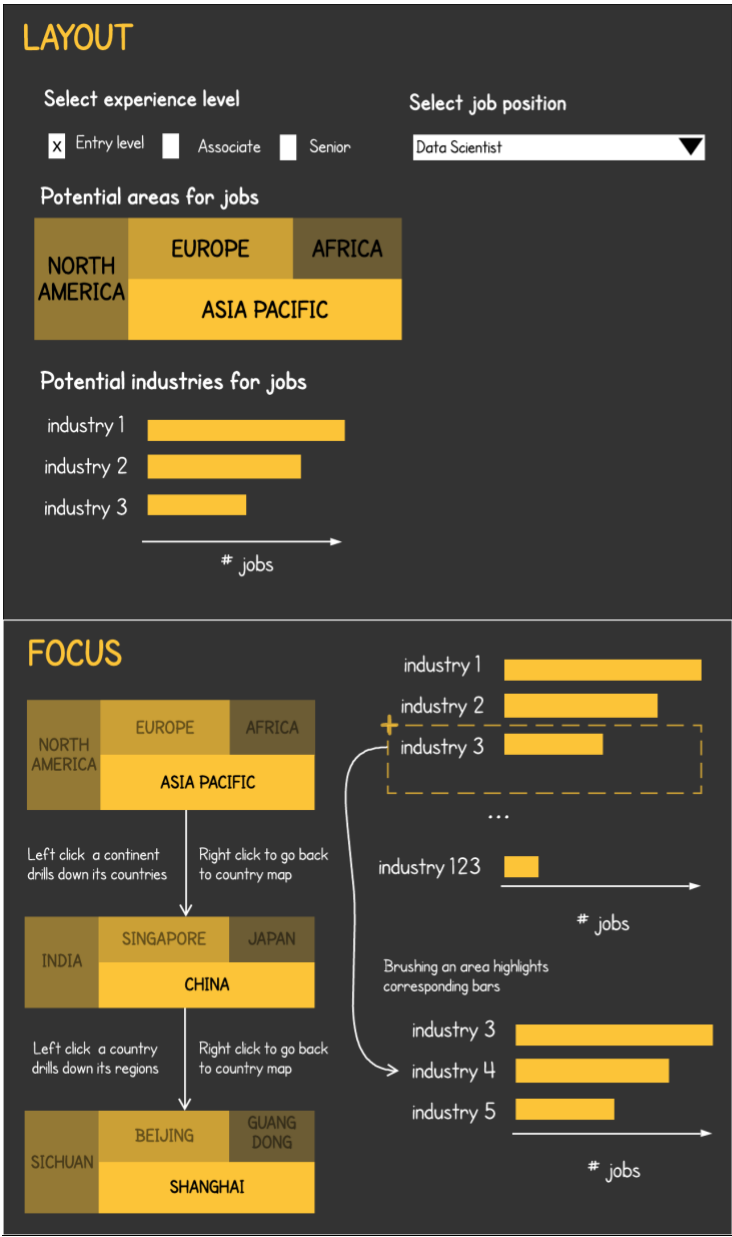 LAYOUT
Select experience level
Select job position
x Entry level Associate Senior
Data Scientist
Potential areas for jobs
NORTH
AMERICA
EUROPE
AFRICA
ASIA PACIFIC
Potential industries for jobs
industry 1
industry 2
industry 3
# jobs
FOCUS
NORTH
AMERICA
EUROPE
AFRICA
ASIA PACIFIC
Left click a continent
drills down its countries
Right click to go back
to country map
INDIA
SINGAPORE
JAPAN
CHINA
Left click a country
drills down its regions
Right click to go back
to country map
SICHUAN
BEIJING
GUANG
DONG
SHANGHAI
industry 1
industry 2
+
industry 3
...
industry 123
# jobs
Brushing an area highlights
corresponding bars
industry 3
industry 4
industry 5
# jobs